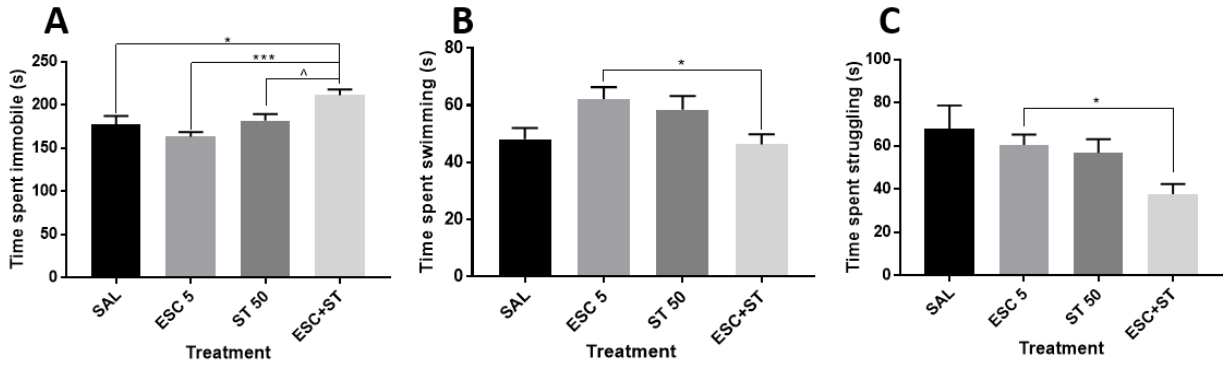 A
B
C
Time spent immobile (s)
250
200
150
100
50
0
*
***
^
SAL
ESC 5
ST 50
ESC+ST
Treatment
Time spent swimming (s)
80
60
40
20
0
*
SAL
ESC 5
ST 50
ESC+ST
Treatment
Time spent struggling (s)
100
80
60
40
20
0
*
SAL
ESC 5
ST 50
ESC+ST
Treatment